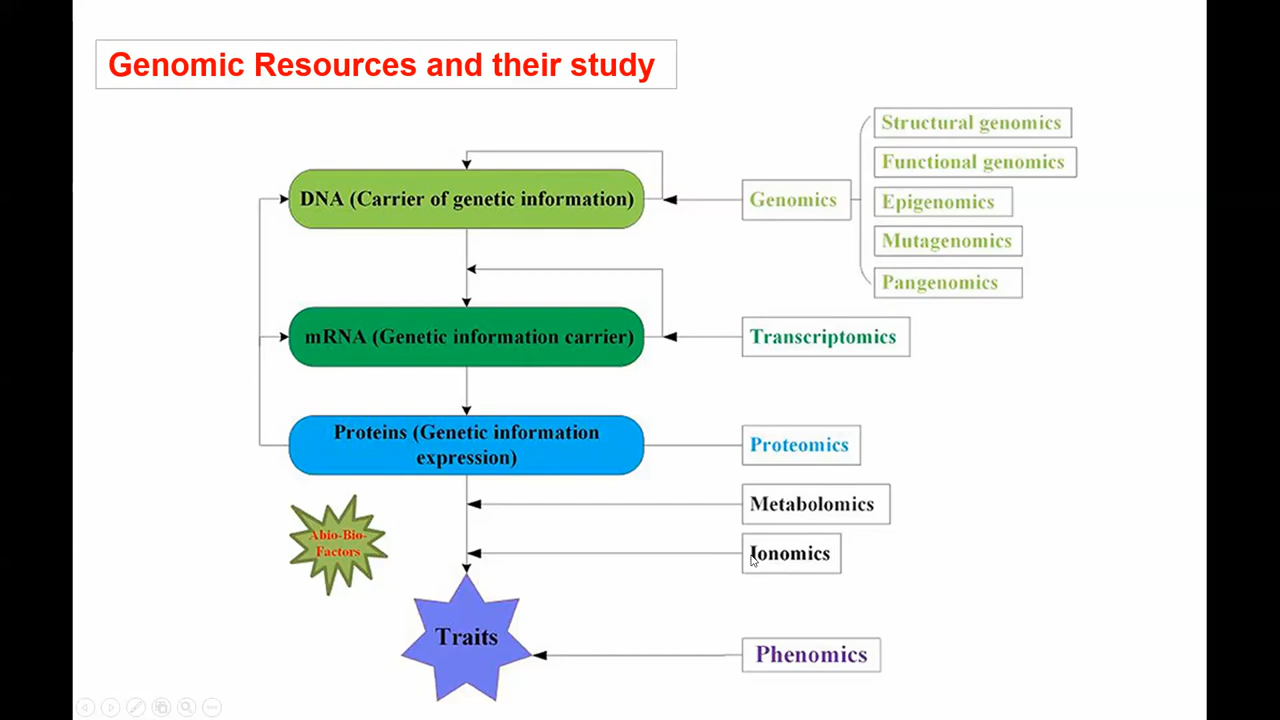 Genomic Resources and their study
Structural genomics
Functional genomics
DNA (Carrier of genetic information)
Genomics
Epigenomics
Mutagenomics
Pangenomics
mRNA (Genetic information carrier)
Transcriptomics
Proteins (Genetic information
expression)
Proteomics
Metabolomics
Abio-Bio-
Factors
Ionomics
Traits
Phenomics